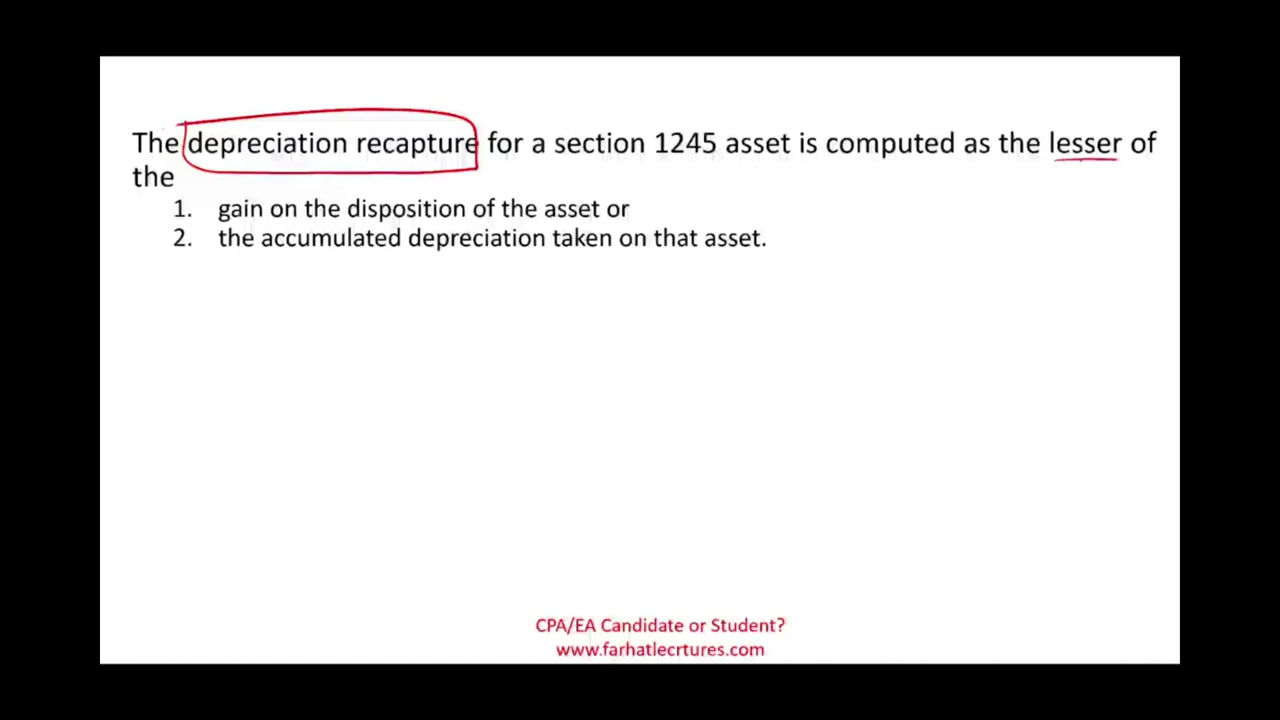 The depreciation recapture for a section 1245 asset is computed as the lesser of
the
1. gain on the disposition of the asset or
2. the accumulated depreciation taken on that asset.
CPA/EA Candidate or Student?
www.farhatlecrtures.com